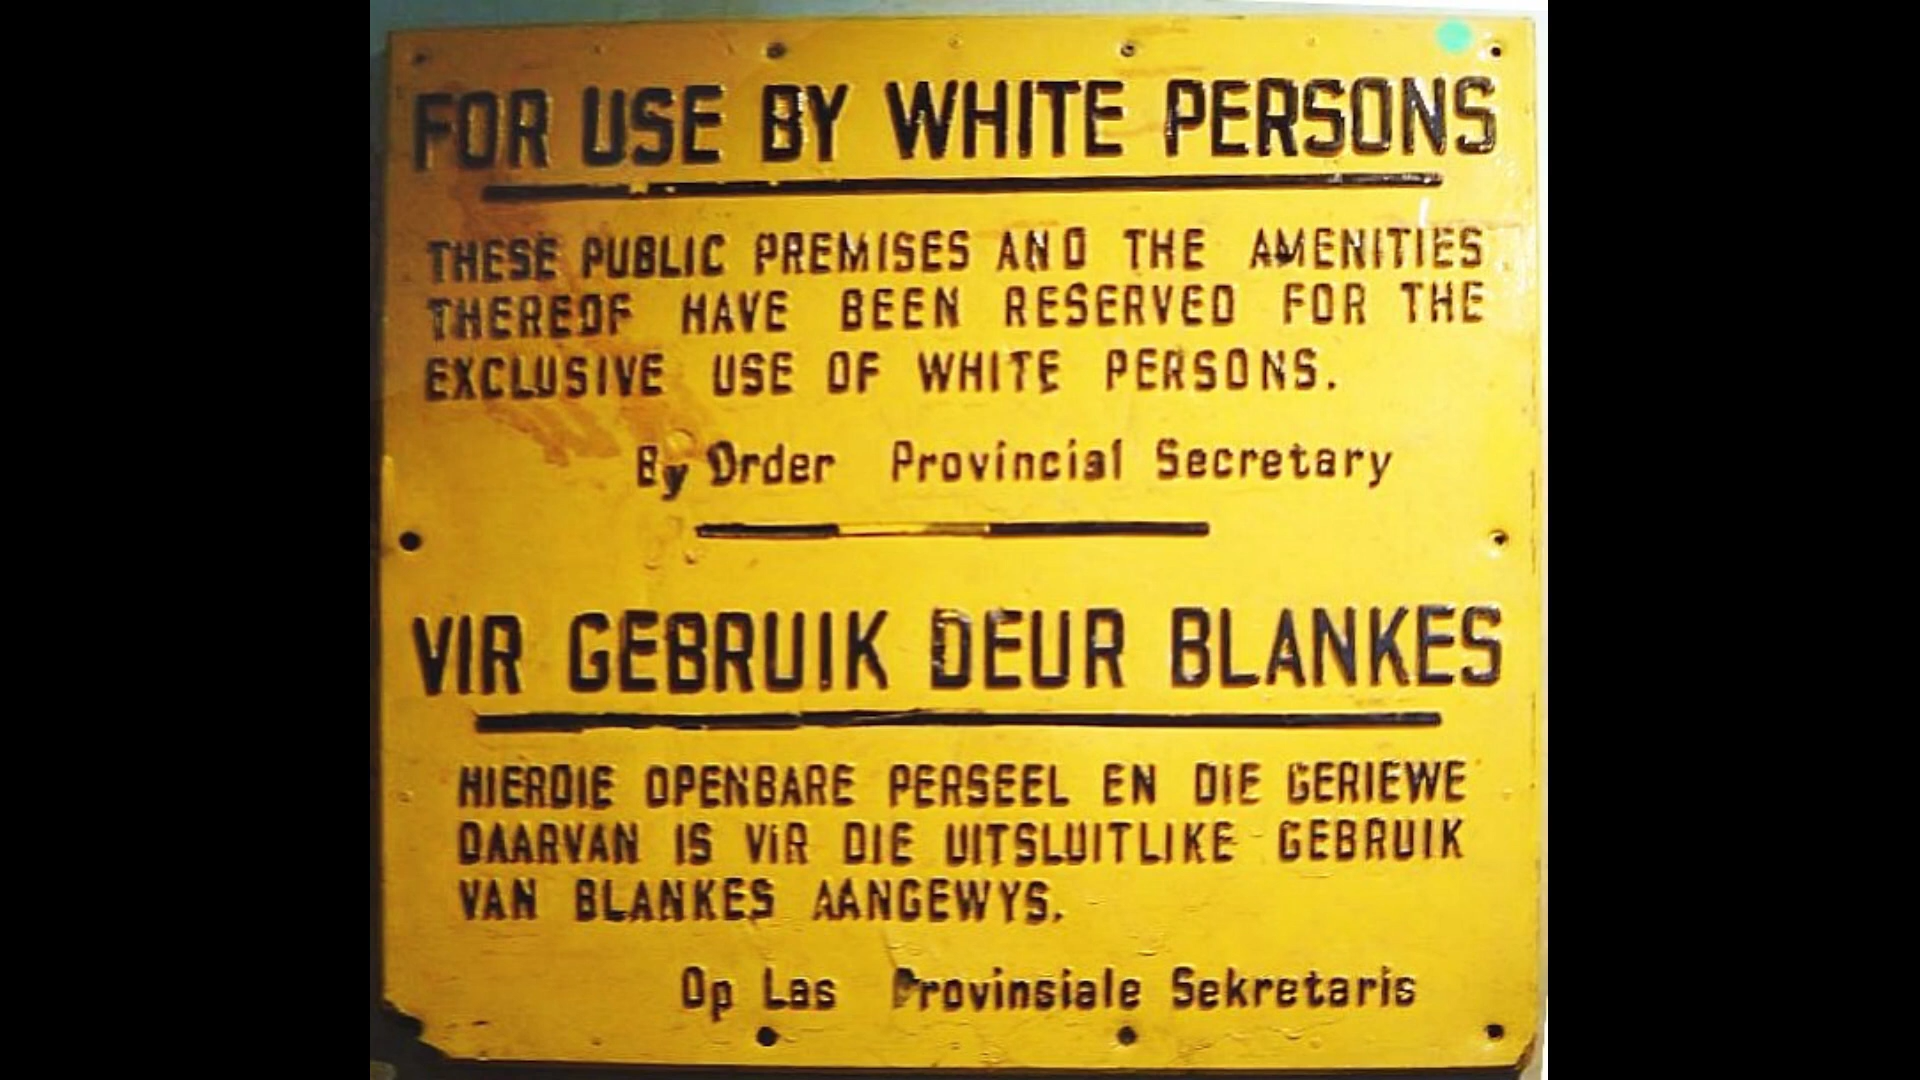 FOR USE BY WHITE PERSONS
THESE PUBLIC PREMISES AND THE AMENITIES
THEREOF HAVE BEEN RESERVED FOR THE
EXCLUSIVE USE OF WHITE PERSONS.
By Order Provincial Secretary
VIR GEBRUIK DEUR BLANKES
HIERDIE OPENBARE PERSEEL EN DIE GERIEWE
DAARVAN IS VIR DIE UITSLUITLIKE GEBRUIK
VAN BLANKES AANGEWYS.
Op Las Provinsiale Sekretaris